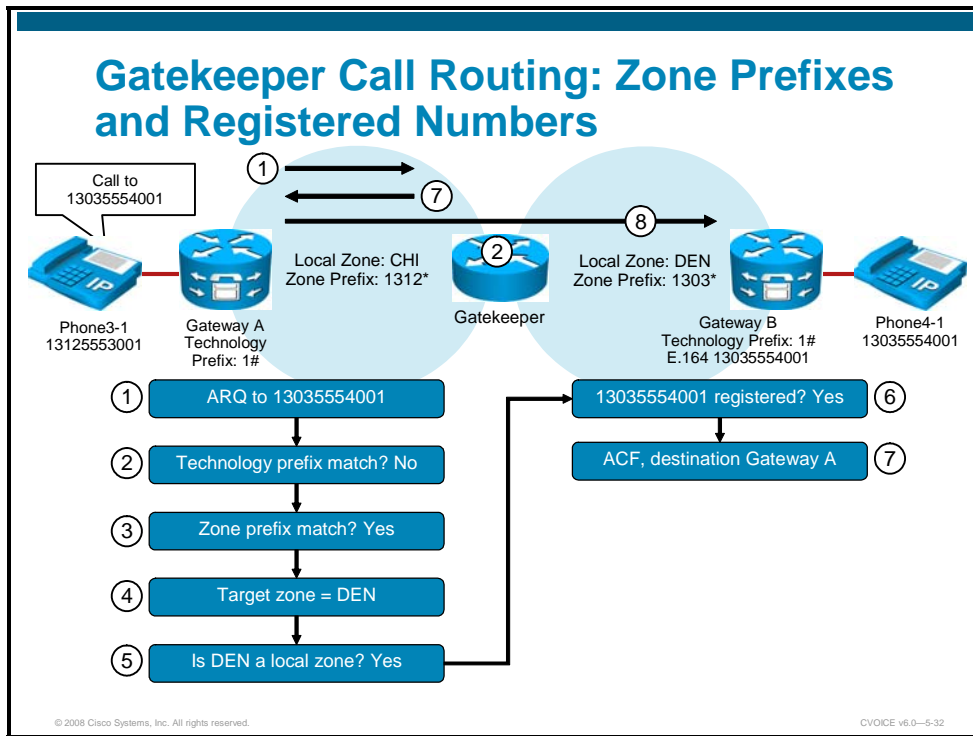 Gatekeeper Call Routing: Zone Prefixes
and Registered Numbers
1
7
8
Call to
13035554001
2
Local Zone: CHI
Zone Prefix: 1312*
Local Zone: DEN
Zone Prefix: 1303*
IP
IP
Phone3-1
13125553001
Gateway A
Technology
Prefix: 1#
Gatekeeper
Gateway B
Technology Prefix: 1#
E.164 13035554001
Phone4-1
13035554001
1
ARQ to 13035554001
2
Technology prefix match? No
3
Zone prefix match? Yes
4
Target zone = DEN
5
Is DEN a local zone? Yes
13035554001 registered? Yes
6
ACF, destination Gateway A
7
© 2008 Cisco Systems, Inc. All rights reserved.
CVOICE v6.0—5-32